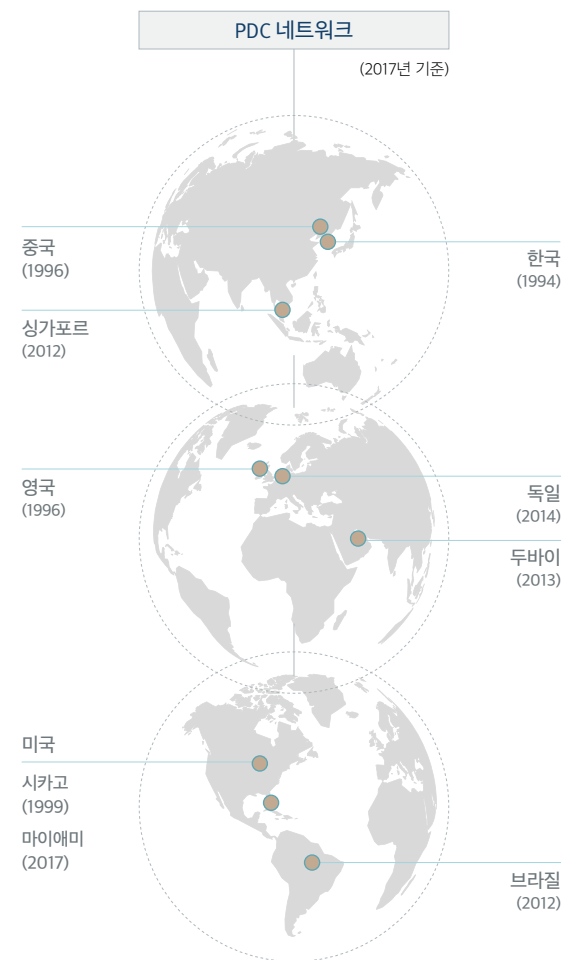 PDC 네트워크
(2017년 기준)
중국
(1996)
한국
(1994)
싱가포르
(2012)
영국
(1996)
독일
(2014)
두바이
(2013)
미국
시카고
(1999)
마이애미
(2017)
브라질
(2012)